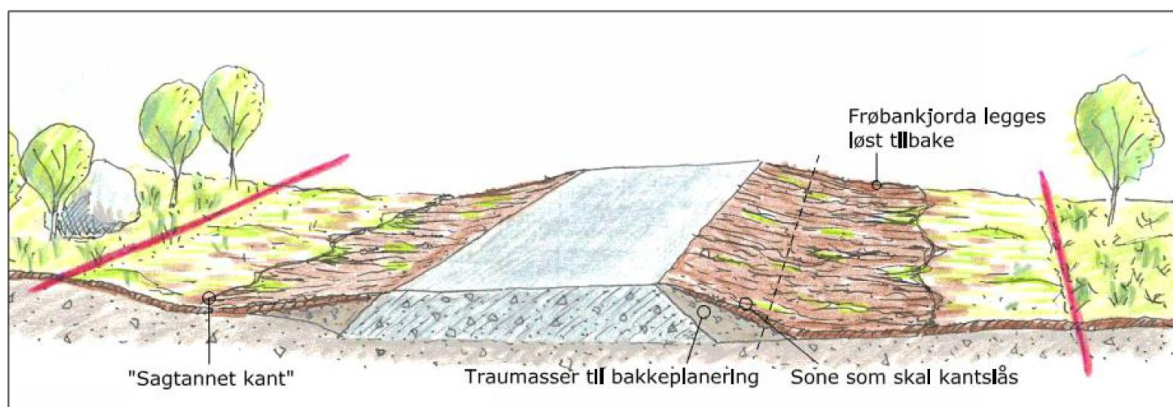 Frøbankjorda legges
løst tilbake
"Sagtannet kant"
Traumasser til bakkeplanering
Sone som skal kantslås